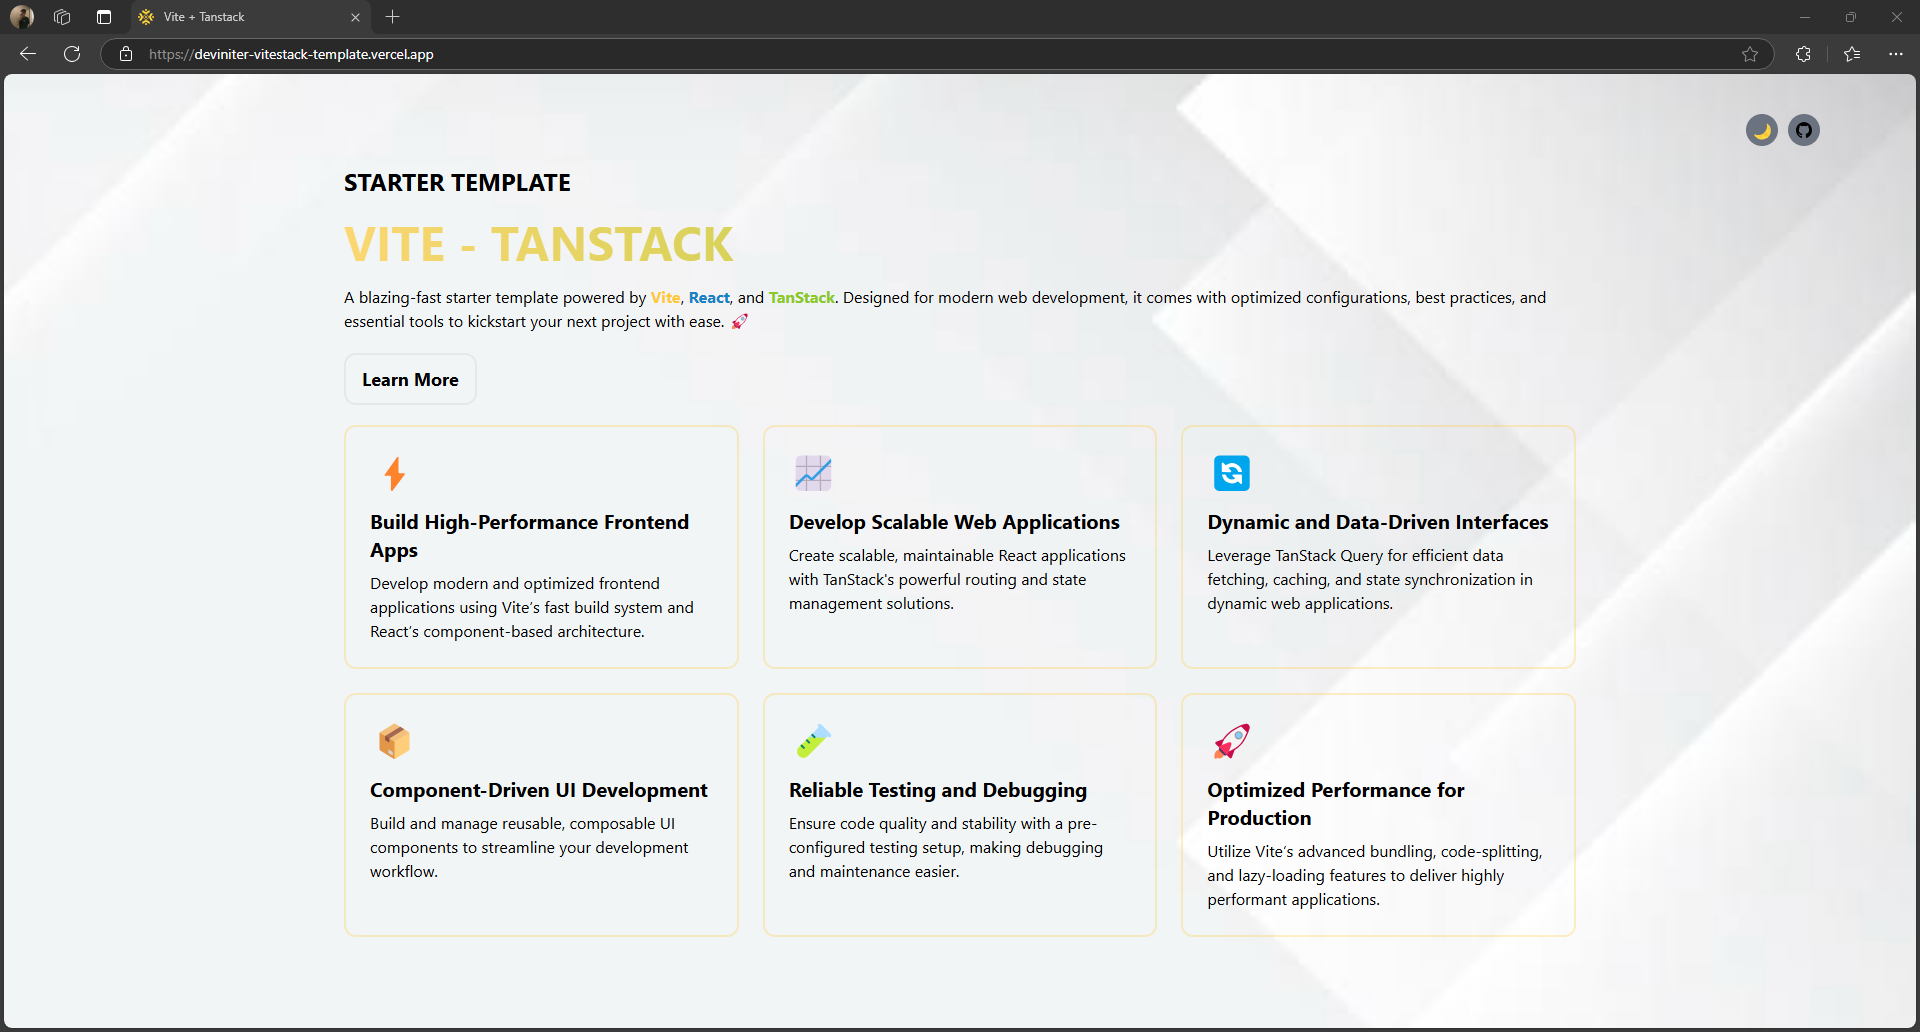 Vite + Tanstack
https://deviniter-vitestack-template.vercel.app
STARTER TEMPLATE
VITE - TANSTACK
A blazing-fast starter template powered by Vite, React, and TanStack. Designed for modern web development, it comes with optimized configurations, best practices, and
essential tools to kickstart your next project with ease. 🚀
Learn More
Build High-Performance Frontend
Apps
Develop modern and optimized frontend
applications using Vite's fast build system and
React's component-based architecture.
Develop Scalable Web Applications
Create scalable, maintainable React applications
with TanStack's powerful routing and state
management solutions.
Dynamic and Data-Driven Interfaces
Leverage TanStack Query for efficient data
fetching, caching, and state synchronization in
dynamic web applications.
Component-Driven UI Development
Build and manage reusable, composable UI
components to streamline your development
workflow.
Reliable Testing and Debugging
Ensure code quality and stability with a pre-
configured testing setup, making debugging
and maintenance easier.
Optimized Performance for
Production
Utilize Vite's advanced bundling, code-splitting,
and lazy-loading features to deliver highly
performant applications.